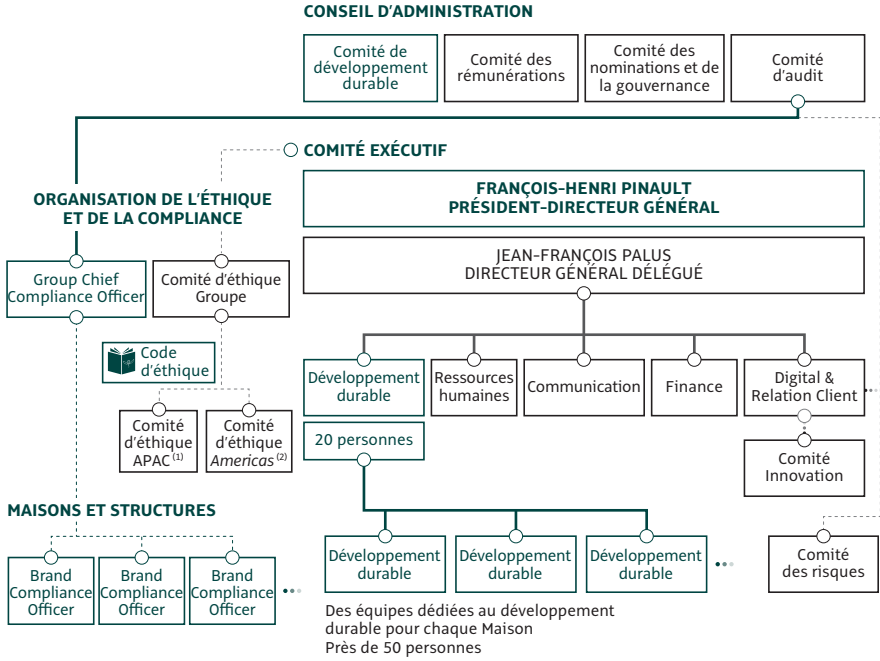 CONSEIL D'ADMINISTRATION
Comité de
développement
durable
Comité des
rémunérations
Comité des
nominations et de
la gouvernance
Comité
d'audit
COMITÉ EXÉCUTIF
ORGANISATION DE L'ÉTHIQUE
ET DE LA COMPLIANCE
FRANÇOIS-HENRI PINAULT
PRÉSIDENT-DIRECTEUR GÉNÉRAL
JEAN-FRANÇOIS PALUS
DIRECTEUR GÉNÉRAL DÉLÉGUÉ
Group Chief
Compliance Officer
Comité d'éthique
Groupe
Code
d'éthique
Comité
d'éthique
APAC (1)
Comité
d'éthique
Americas (2)
Développement
durable
Ressources
humaines
Communication
Finance
Digital &
Relation Client
20 personnes
Comité
Innovation
MAISONS ET STRUCTURES
Brand
Compliance
Officer
Brand
Compliance
Officer
Brand
Compliance
Officer
Développement
durable
Développement
durable
Développement
durable
Comité
des risques
Des équipes dédiées au développement
durable pour chaque Maison
Près de 50 personnes